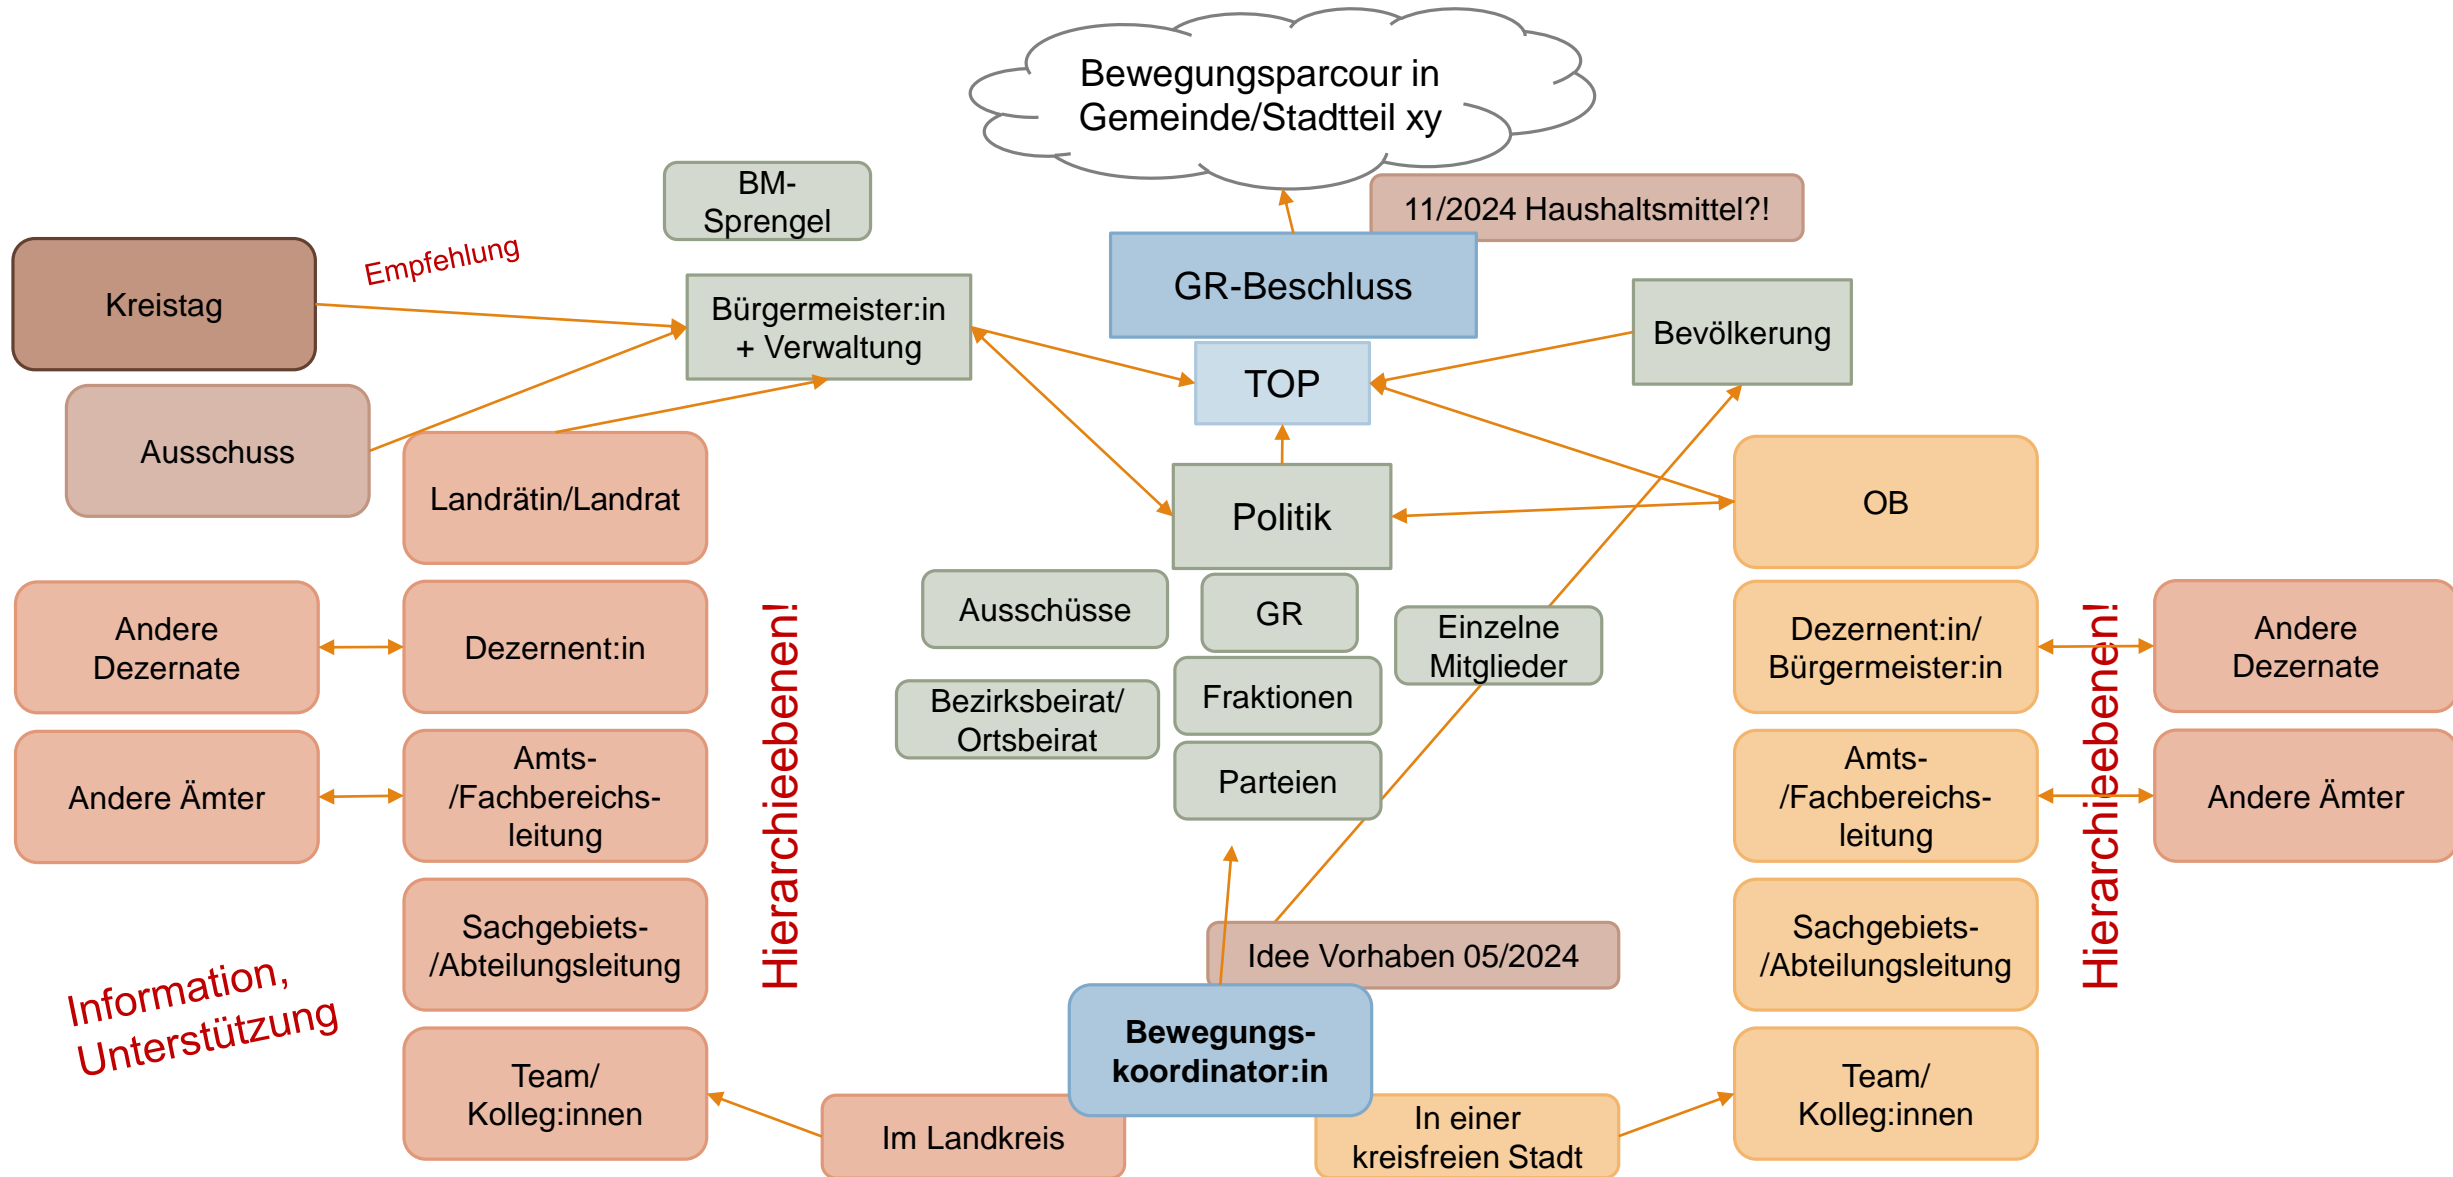 Bewegungsparcour in
Gemeinde/Stadtteil xy
BM-
Sprengel
11/2024 Haushaltsmittel?!
Kreistag
Empfehlung
Bürgermeister:in
+ Verwaltung
GR-Beschluss
Bevölkerung
TOP
Ausschuss
Landrätin/Landrat
Politik
OB
Andere
Dezernate
Dezernent:in
Hierarchieebenen!
Ausschüsse
GR
Einzelne
Mitglieder
Dezernent:in/
Bürgermeister:in
Hierarchieebenen!
Andere
Dezernate
Bezirksbeirat/
Ortsbeirat
Fraktionen
Parteien
Andere Ämter
Amts-
/Fachbereichs-
leitung
Amts-
/Fachbereichs-
leitung
Andere Ämter
Sachgebiets-
/Abteilungsleitung
Idee Vorhaben 05/2024
Sachgebiets-
/Abteilungsleitung
Information,
Unterstützung
Team/
Kolleg:innen
Bewegungs-
koordinator:in
Team/
Kolleg:innen
Im Landkreis
In einer
kreisfreien Stadt